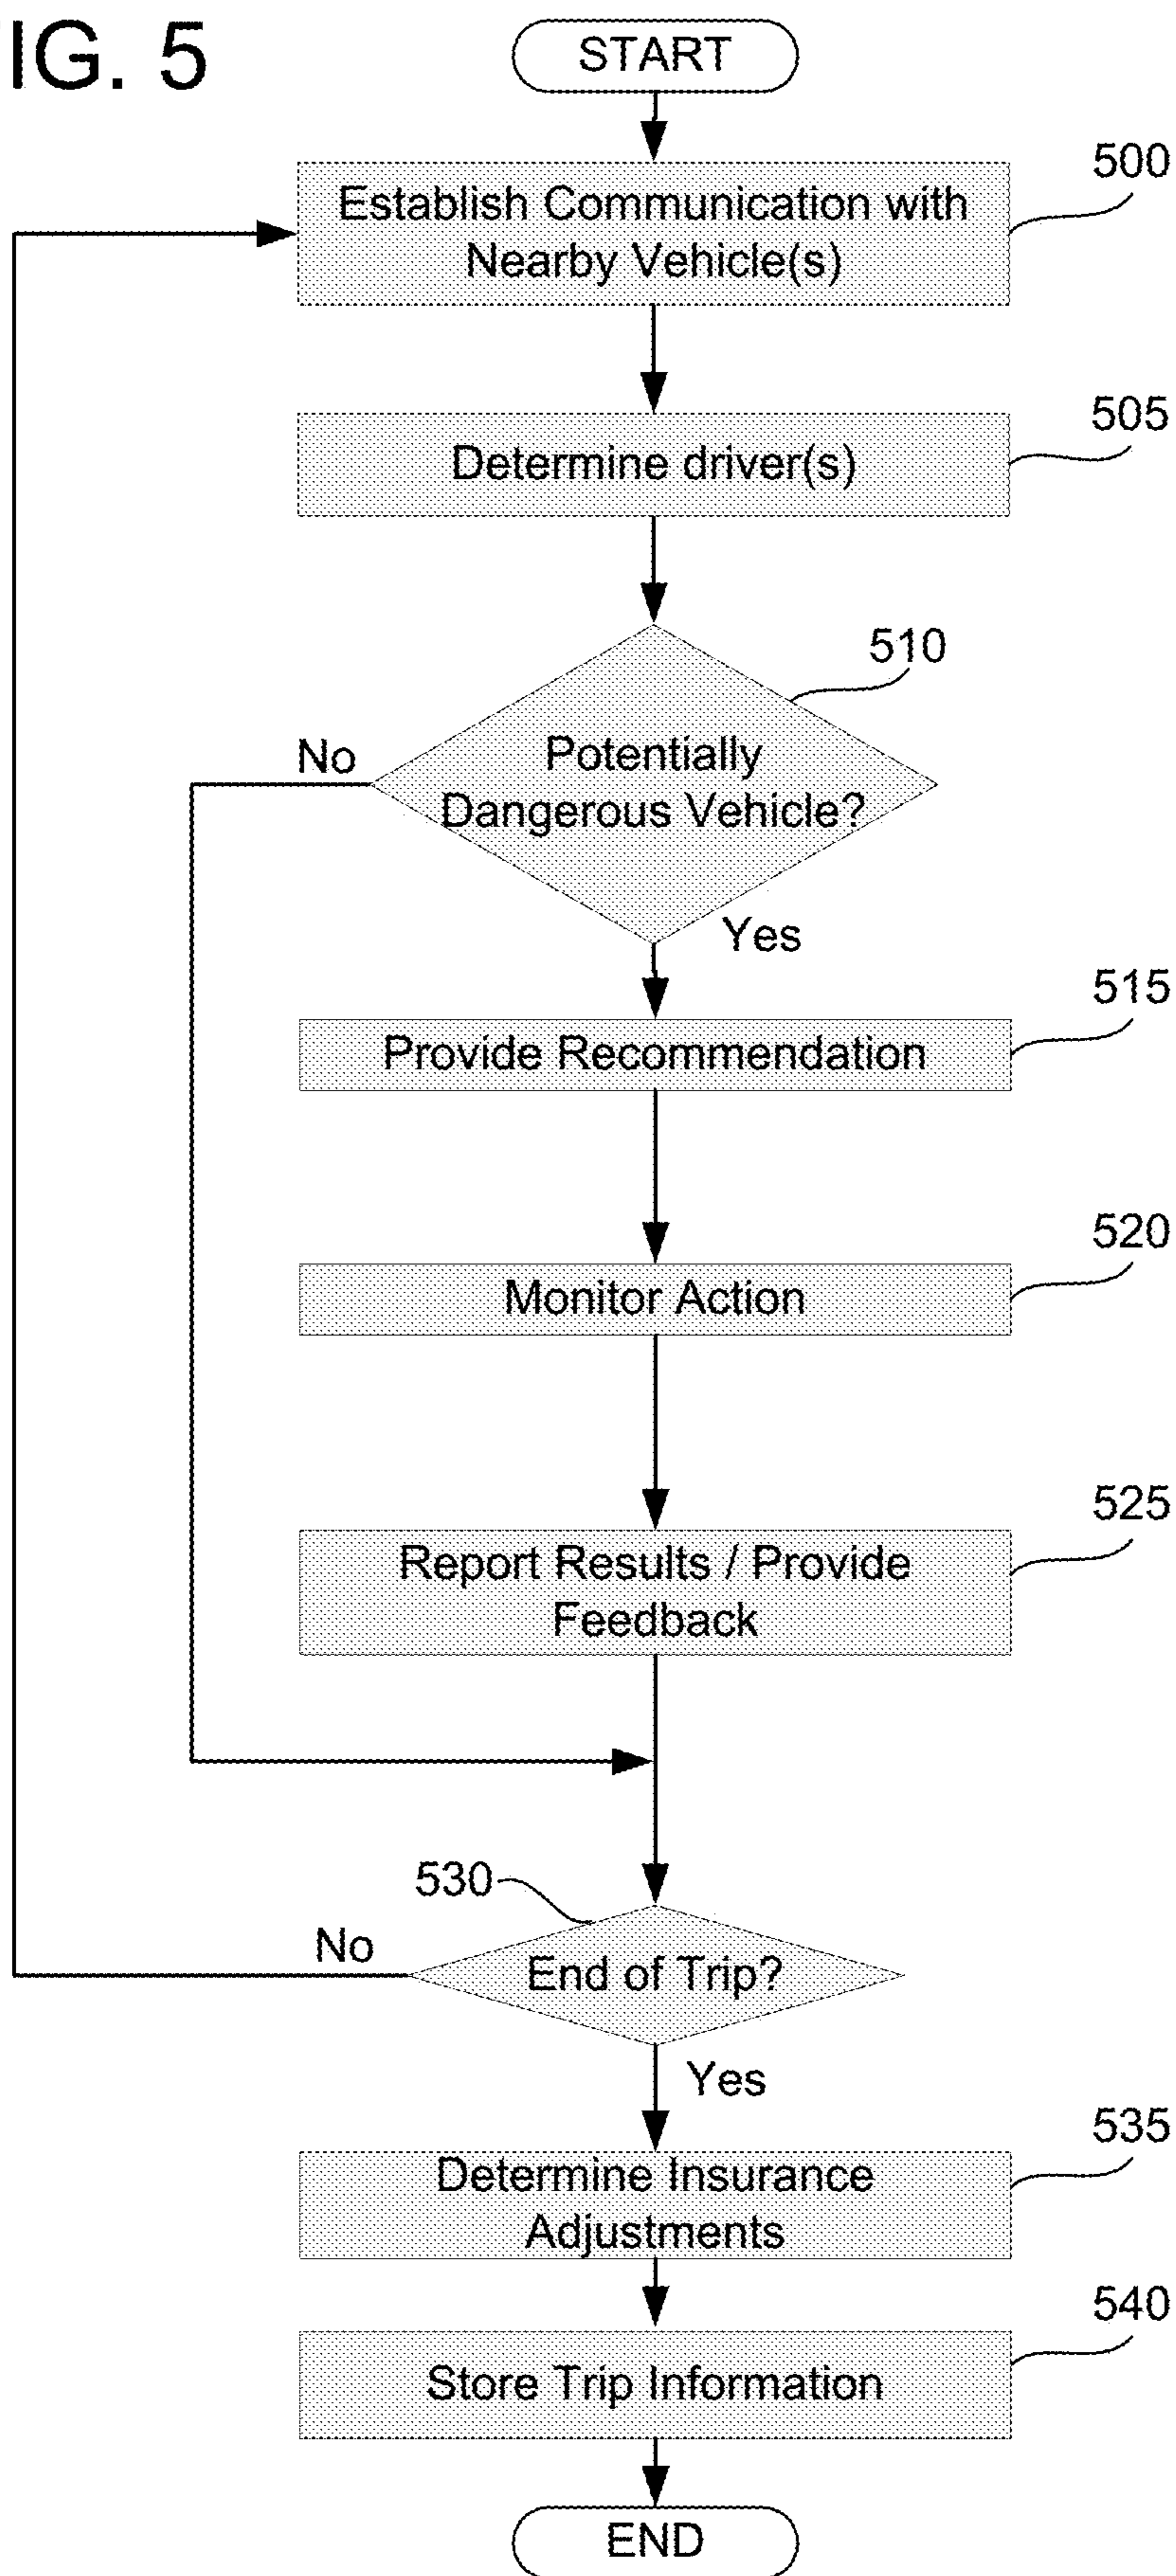 IG. 5
START
500
Establish Communication with
Nearby Vehicle(s)
505
Determine driver(s)
510
No
Potentially
Dangerous Vehicle?
Yes
515
Provide Recommendation
520
Monitor Action
525
Report Results / Provide
Feedback
530
No
End of Trip?
Yes
535
Determine Insurance
Adjustments
540
Store Trip Information
END